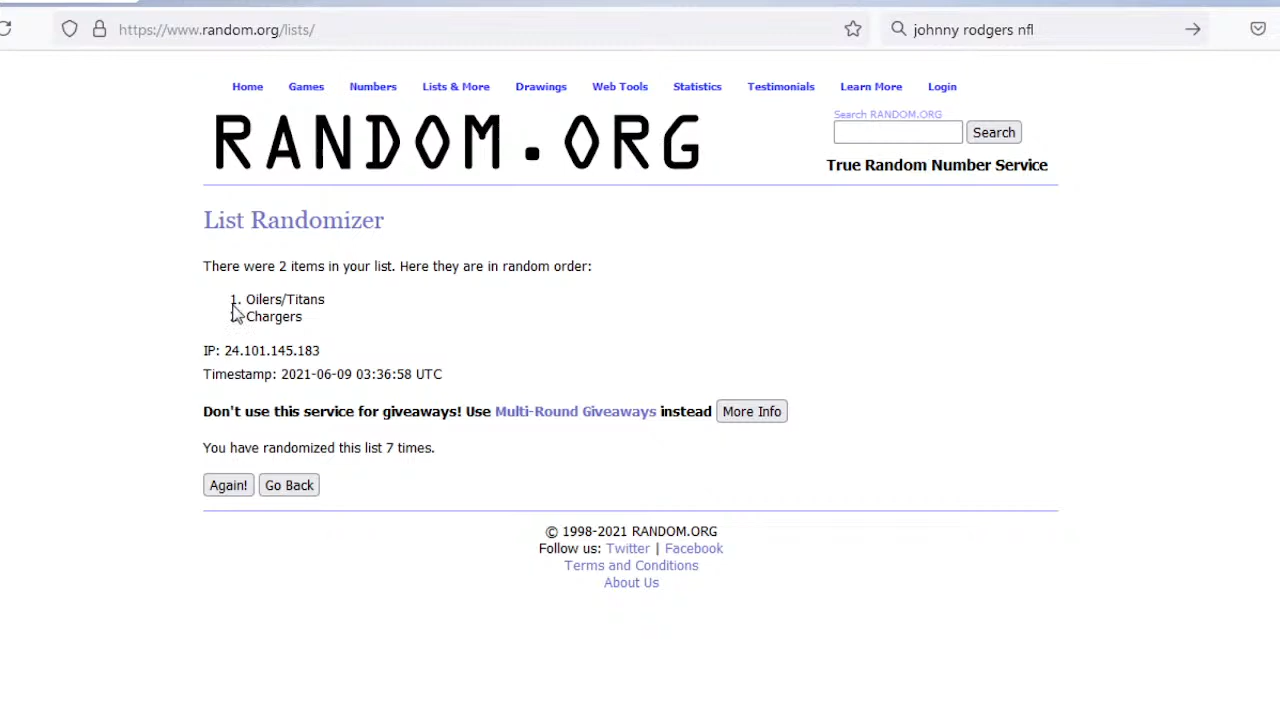 https://www.random.org/lists/
johnny rodgers nfl
Home Games Numbers Lists & More Drawings Web Tools Statistics Testimonials Learn More Login
RANDOM.ORG
Search RANDOM.ORG
Search
True Random Number Service
List Randomizer
There were 2 items in your list. Here they are in random order:
1. Oilers/Titans
Chargers
IP: 24.101.145.183
Timestamp: 2021-06-09 03:36:58 UTC
Don't use this service for giveaways! Use Multi-Round Giveaways instead More Info
You have randomized this list 7 times.
Again! Go Back
© 1998-2021 RANDOM.ORG
Follow us: Twitter | Facebook
Terms and Conditions
About Us